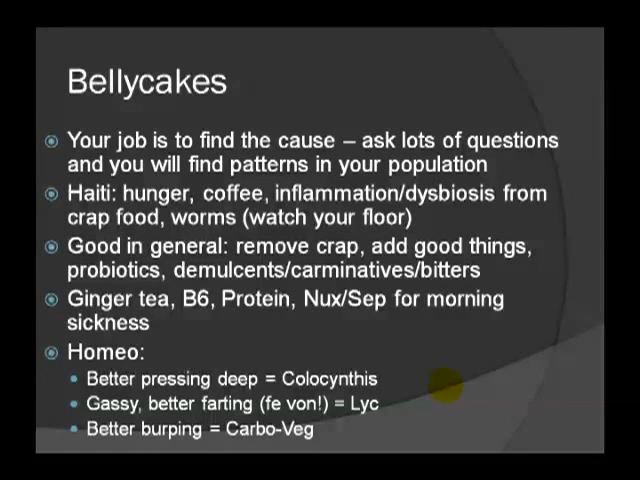 Bellycakes
Your job is to find the cause – ask lots of questions
and you will find patterns in your population
Haiti: hunger, coffee, inflammation/dysbiosis from
crap food, worms (watch your floor)
Good in general: remove crap, add good things,
probiotics, demulcents/carminatives/bitters
Ginger tea, B6, Protein, Nux/Sep for morning
sickness
Homeo:
Better pressing deep = Colocynthis
Gassy, better farting (fe von!) = Lyc
Better burping = Carbo-Veg